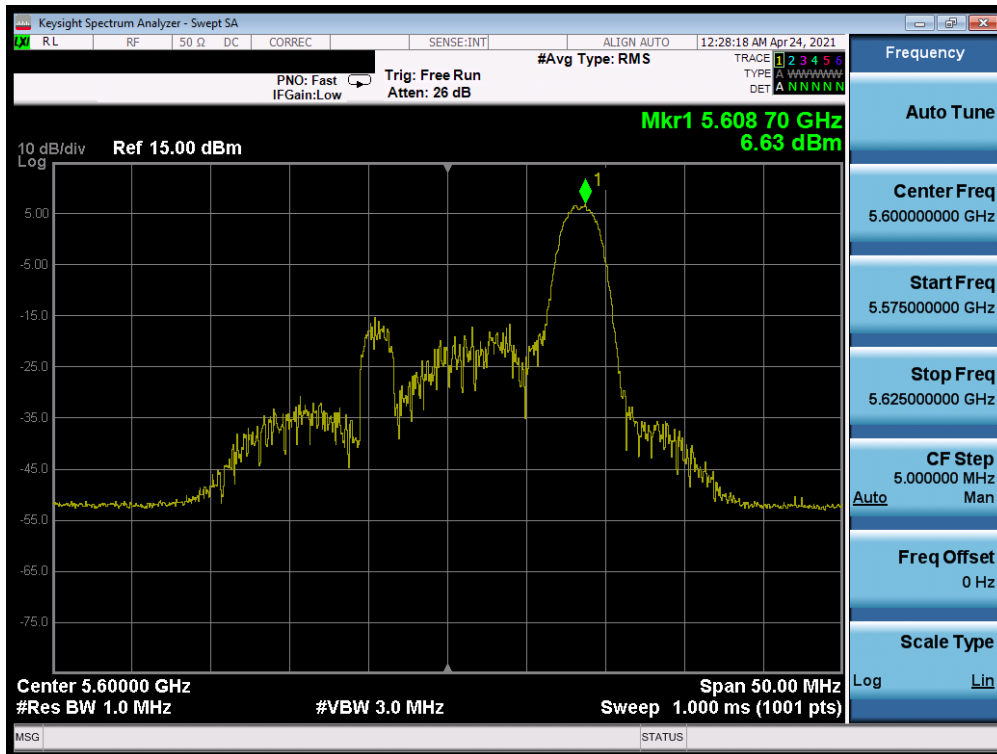 Keysight Spectrum Analyzer - Swept SA
LXI RL RF 50 Ω DC CORREC SENSE:INT ALIGN AUTO 12:28:18 AM Apr 24, 2021
Frequency
#Avg Type: RMS
TRACE 1 2 3 4 5 6
PNO: Fast Trig: Free Run
TYPE A WWWWW
IFGain:Low Atten: 26 dB
DET A N N N N N
Auto Tune
Mkr1 5.608 70 GHz
6.63 dBm
10 dB/div Ref 15.00 dBm
Log
1
Center Freq
5.600000000 GHz
5.00
-5.00
Start Freq
5.575000000 GHz
-15.0
-25.0
Stop Freq
5.625000000 GHz
-35.0
-45.0
CF Step
5.000000 MHz
Auto Man
-55.0
Freq Offset
0 Hz
-65.0
-75.0
Scale Type
Log Lin
Center 5.60000 GHz Span 50.00 MHz
#Res BW 1.0 MHz #VBW 3.0 MHz Sweep 1.000 ms (1001 pts)
MSG STATUS